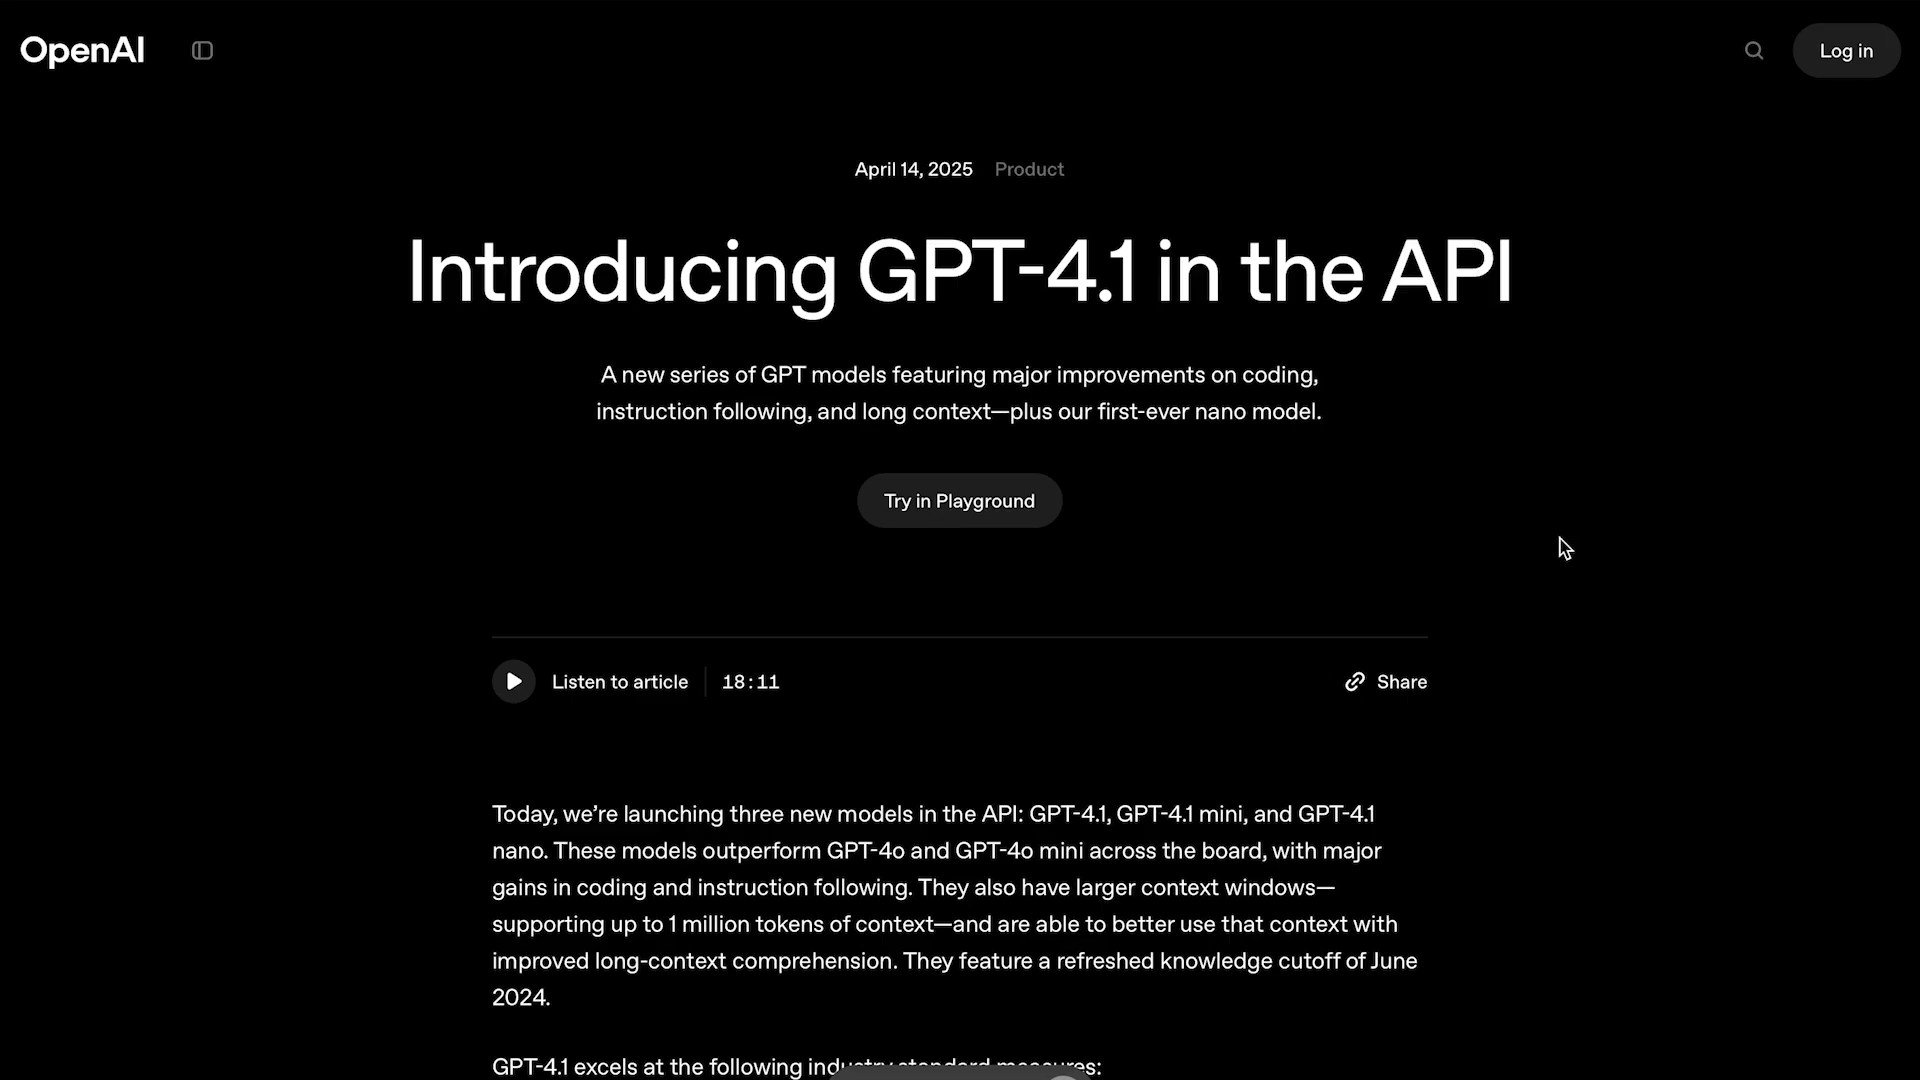 OpenAI
Log in
April 14, 2025 Product
Introducing GPT-4.1 in the API
A new series of GPT models featuring major improvements on coding,
instruction following, and long context—plus our first-ever nano model.
Try in Playground
Listen to article 18:11
Share
Today, we’re launching three new models in the API: GPT-4.1, GPT-4.1 mini, and GPT-4.1
nano. These models outperform GPT-4o and GPT-4o mini across the board, with major
gains in coding and instruction following. They also have larger context windows—
supporting up to 1 million tokens of context—and are able to better use that context with
improved long-context comprehension. They feature a refreshed knowledge cutoff of June
2024.
GPT-4.1 excels at the following industry standard measures: